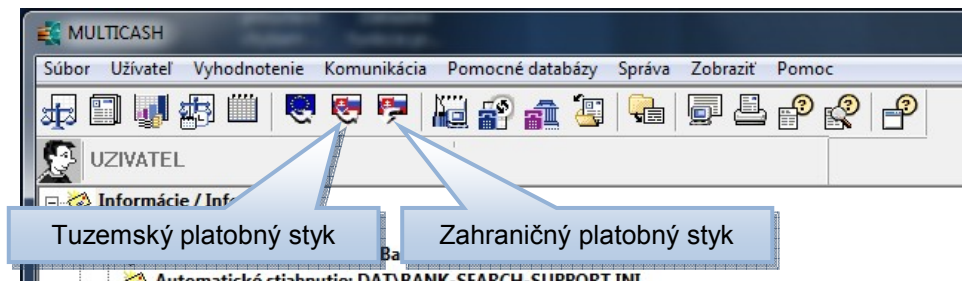 MULTICASH
Súbor Užívateľ Vyhodnotenie Komunikácia Pomocné databázy Správa Zobraziť Pomoc
UZIVATEL
Informácie / Inf
Tuzemský platobný styk
Zahraničný platobný styk
Ba
Automatické stiahnutie: DAT\BANK-SEARCH-SUPPORT.INI